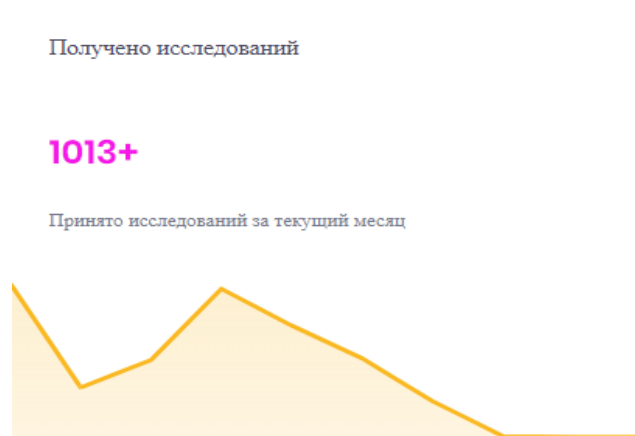 Получено исследований
1013+
Принято исследований за текущий месяц